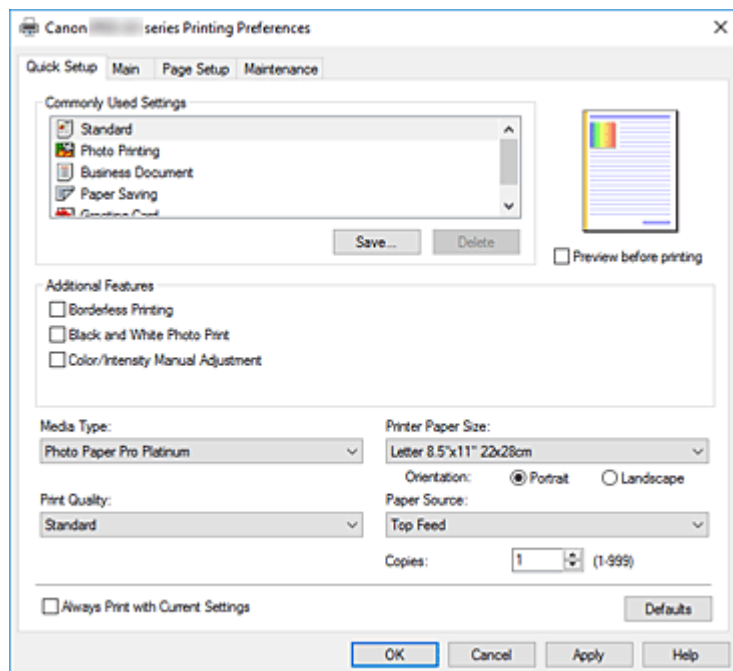 Canon series Printing Preferences
Quick Setup Main Page Setup Maintenance
Commonly Used Settings
Standard
Photo Printing
Business Document
Paper Saving
Greeting Card
Save... Delete
Preview before printing
Additional Features
Borderless Printing
Black and White Photo Print
Color/Intensity Manual Adjustment
Media Type: Printer Paper Size:
Photo Paper Pro Platinum Letter 8.5"x11" 22x28cm
Orientation: Portrait Landscape
Print Quality: Paper Source:
Standard Top Feed
Copies: 1 (1-999)
Always Print with Current Settings Defaults
OK Cancel Apply Help